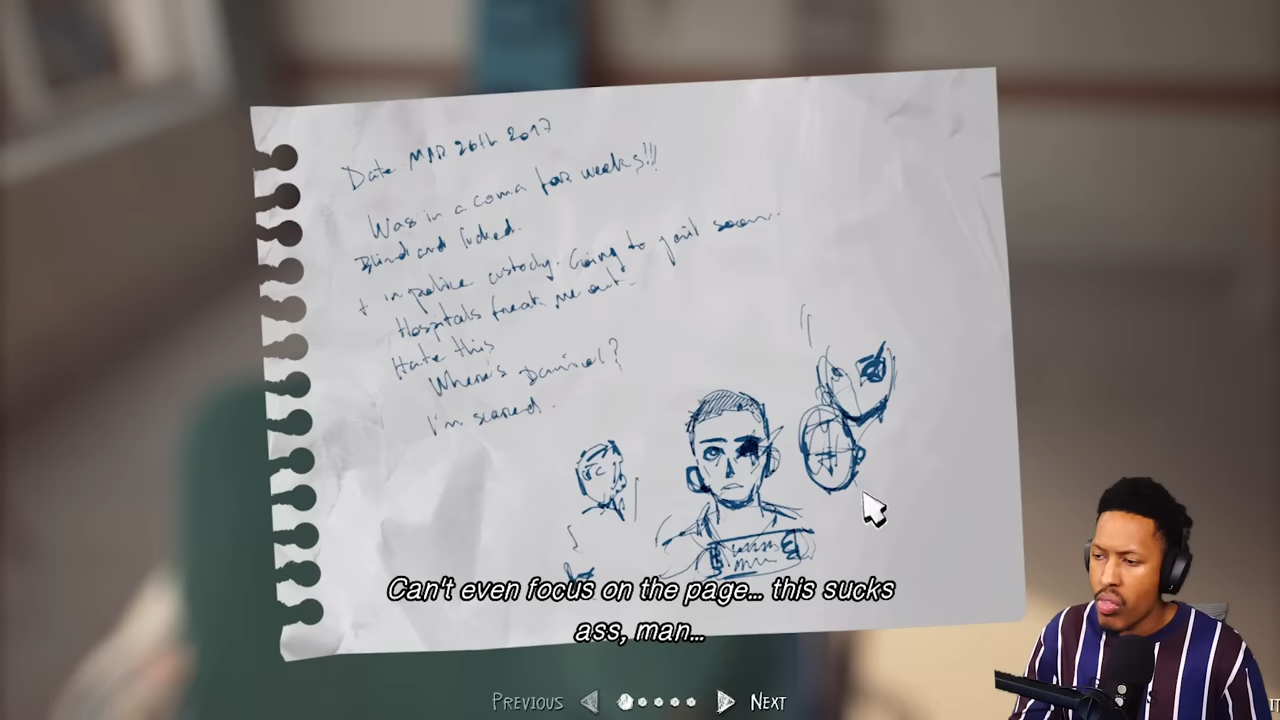 Date MAR 26th 2017
Was in a coma for weeks!!!
Blind and fucked.
+ in police custody. Going to jail soon.
Hospitals freak me out.
Hate this
Where's Daniel?
I'm scared.
Can't even focus on the page... this sucks
ass, man...
PREVIOUS NEXT